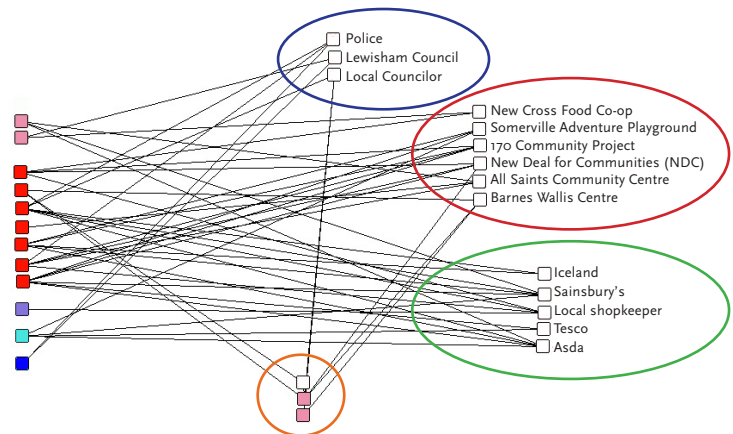 Police
Lewisham Council
Local Councilor
New Cross Food Co-op
Somerville Adventure Playground
170 Community Project
New Deal for Communities (NDC)
All Saints Community Centre
Barnes Wallis Centre
Iceland
Sainsbury's
Local shopkeeper
Tesco
Asda